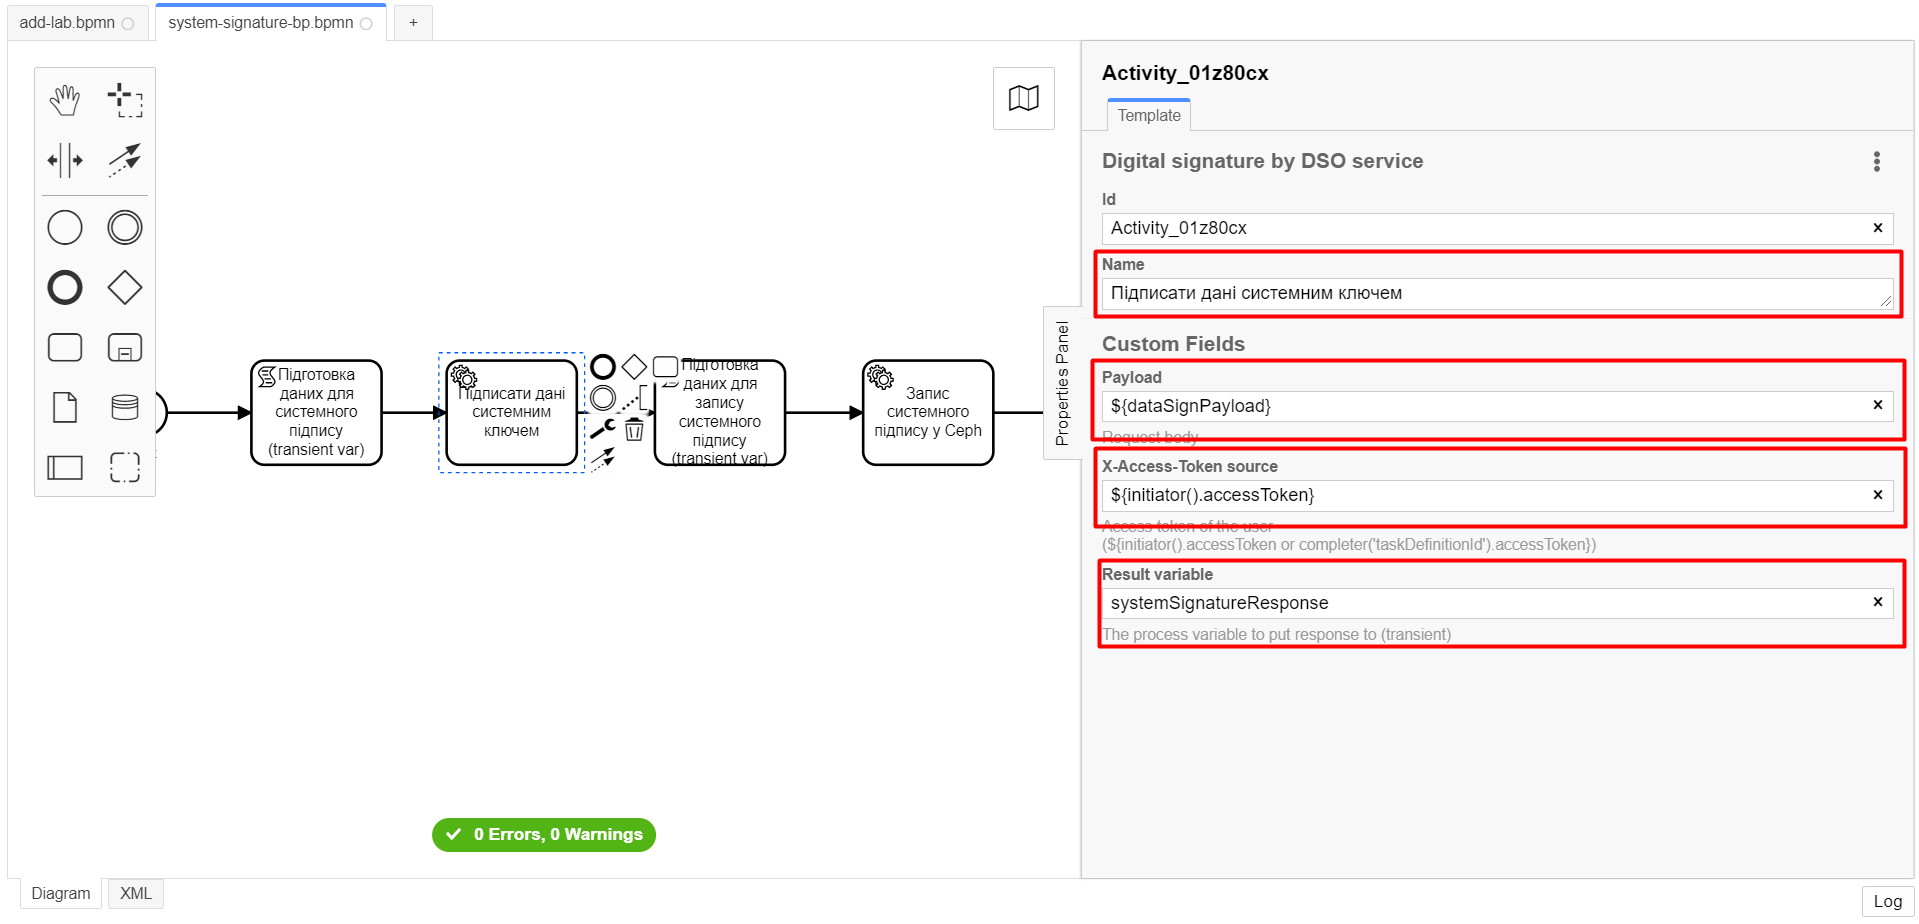 add-lab.bpmn
system-signature-bp.bpmn
+
Підготовка
даних для
системного
підпису
(transient var)
Підписати дані
системним
ключем
Підготовка
даних для
запису
системного
підпису
(transient var)
Запис
системного
підпису у Ceph
0 Errors, 0 Warnings
Properties Panel
Activity_01z80cx
Template
Digital signature by DSO service
Id
Activity_01z80cx
Name
Підписати дані системним ключем
Custom Fields
Payload
${dataSignPayload}
Request body
X-Access-Token source
${initiator().accessToken}
Access token of the user
(${initiator().accessToken or completer('taskDefinitionId').accessToken})
Result variable
systemSignatureResponse
The process variable to put response to (transient)
Diagram
XML
Log